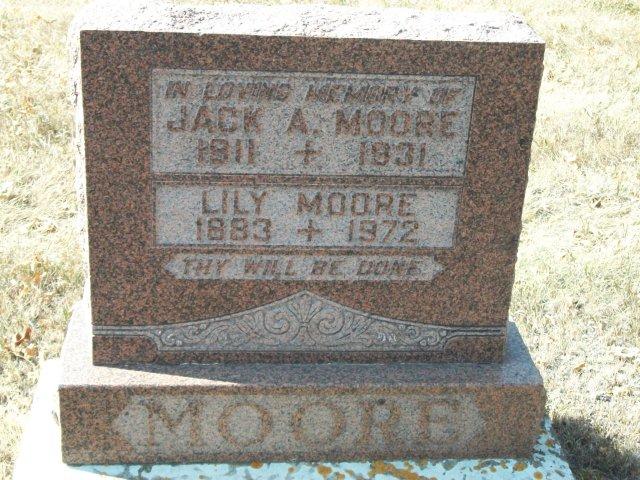 IN LOVING MEMORY OF
JACK A. MOORE
1911 + 1931
LILY MOORE
1883 + 1972
THY WILL BE DONE
MOORE